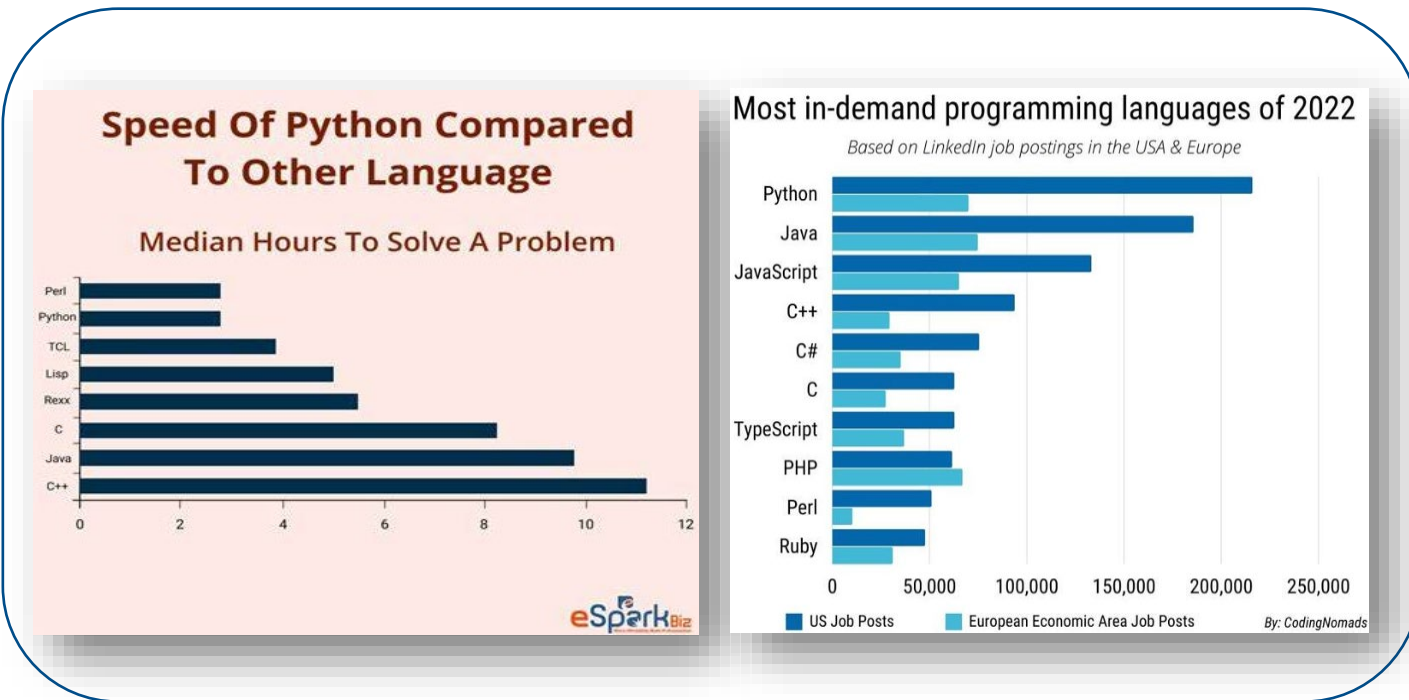 Speed Of Python Compared
To Other Language
Median Hours To Solve A Problem
Perl
Python
TCL
Lisp
Rexx
C
Java
C++
0 2 4 6 8 10 12
eSparkBiz
Most in-demand programming languages of 2022
Based on LinkedIn job postings in the USA & Europe
Python
Java
JavaScript
C++
C#
C
TypeScript
PHP
Perl
Ruby
0 50,000 100,000 150,000 200,000 250,000
US Job Posts European Economic Area Job Posts By: CodingNomads